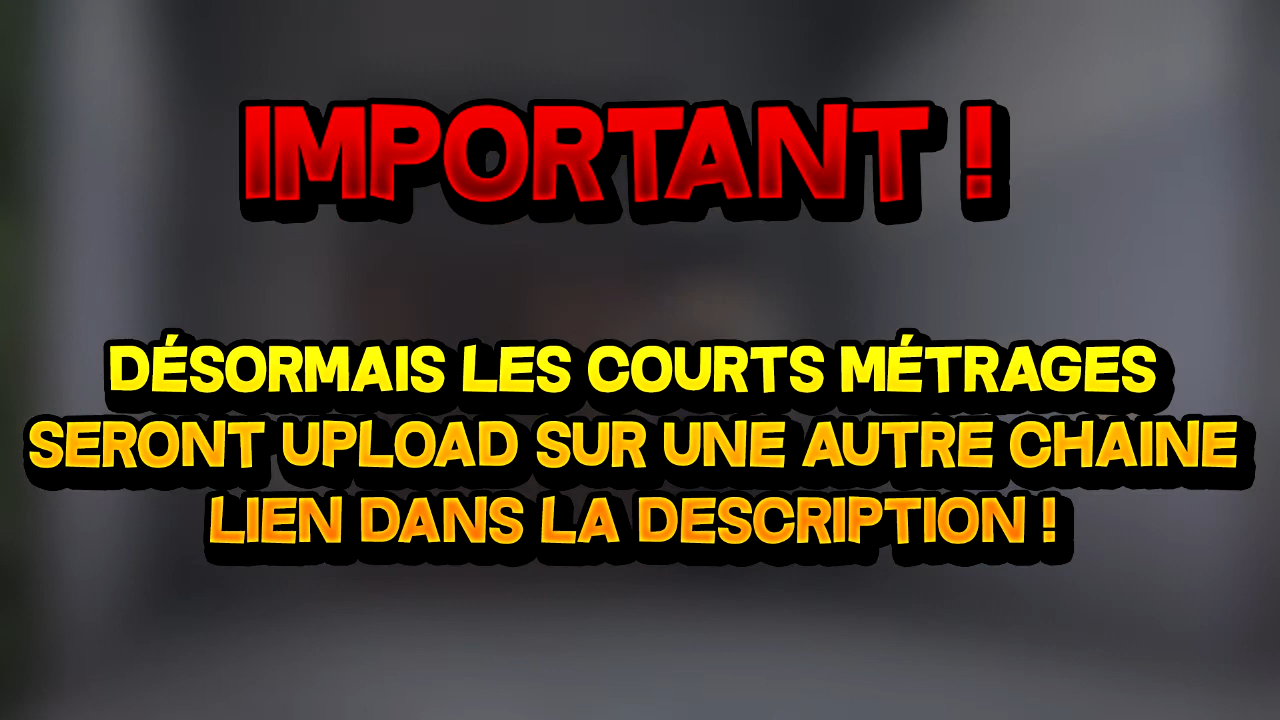 IMPORTANT !
DÉSORMAIS LES COURTS MÉTRAGES
SERONT UPLOAD SUR UNE AUTRE CHAINE
LIEN DANS LA DESCRIPTION !